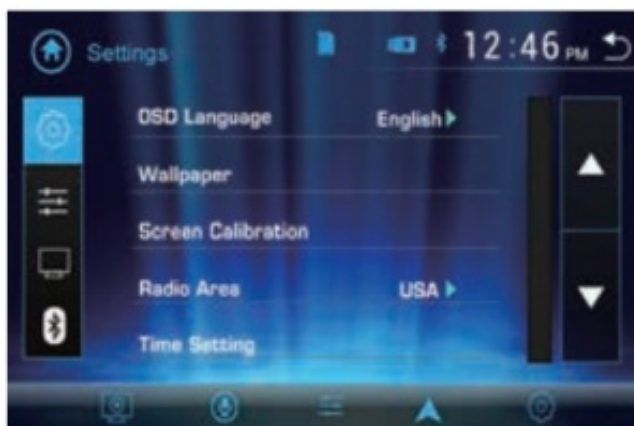 Settings 12:46 PM
OSD Language English
Wallpaper
Screen Calibration
Radio Area USA
Time Setting